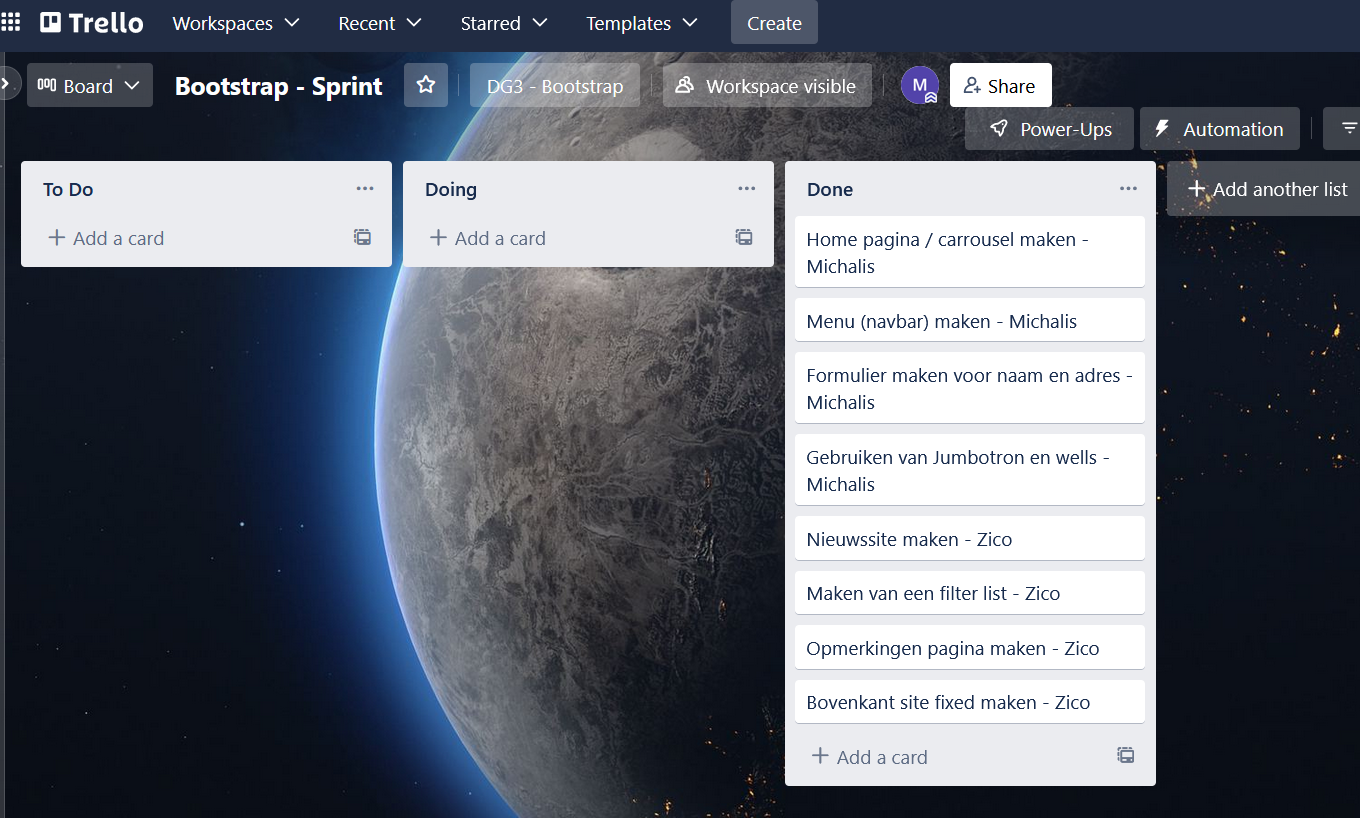 Trello
Workspaces
Recent
Starred
Templates
Create
Board
Bootstrap - Sprint
DG3 - Bootstrap
Workspace visible
M
Share
Power-Ups
Automation
To Do
Add a card
Doing
Add a card
Done
Home pagina / carrousel maken -
Michalis
Menu (navbar) maken - Michalis
Formulier maken voor naam en adres -
Michalis
Gebruiken van Jumbotron en wells -
Michalis
Nieuwssite maken - Zico
Maken van een filter list - Zico
Opmerkingen pagina maken - Zico
Bovenkant site fixed maken - Zico
Add a card
Add another list